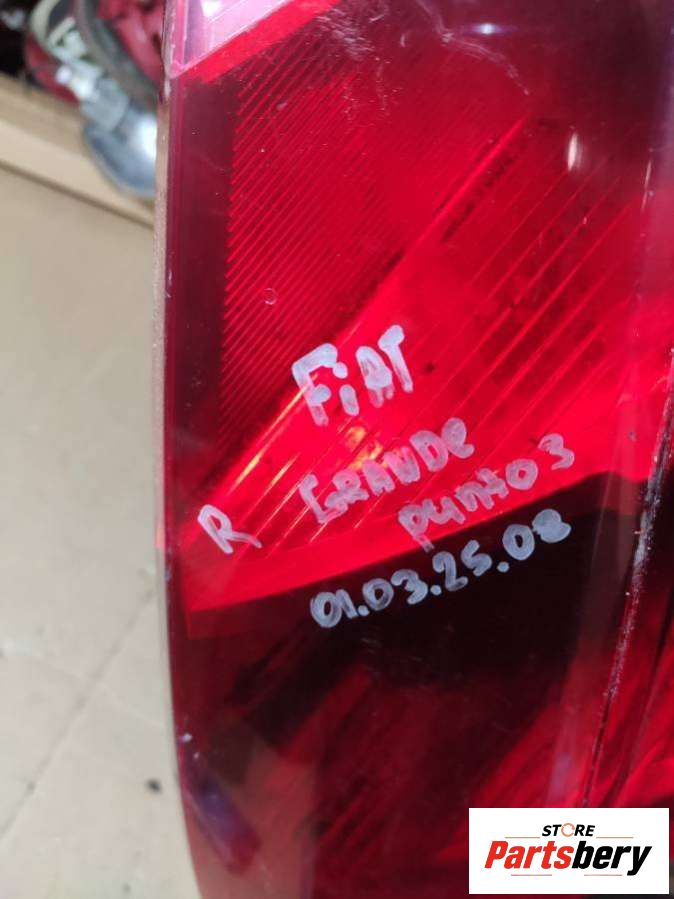 FiAT
R GRANDE
punto 3
01.03.25.08
STORE
Partsbery